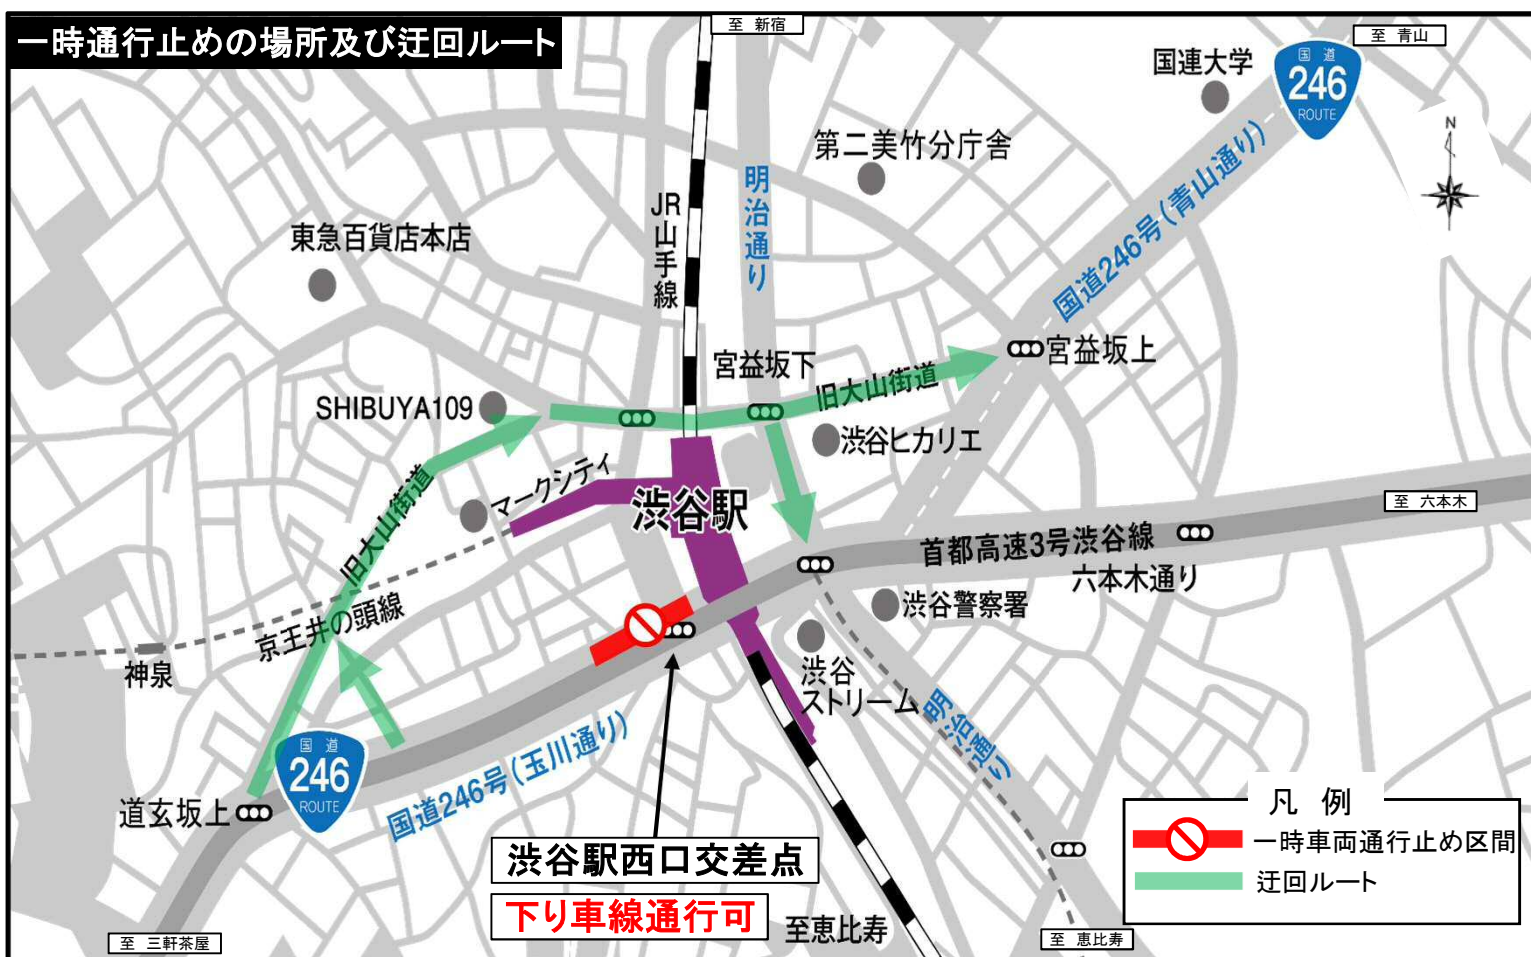 一時通行止めの場所及び迂回ルート
至 新宿
至 青山
国連大学
国道
246
ROUTE
N
第二美竹分庁舎
明治通り
JR山手線
国道246号(青山通り)
東急百貨店本店
宮益坂下
宮益坂上
旧大山街道
SHIBUYA109
渋谷ヒカリエ
マークシティ
渋谷駅
旧大山街道
至 六本木
首都高速3号渋谷線
六本木通り
渋谷警察署
京王井の頭線
神泉
渋谷
ストリーム
明治通り
国道
246
ROUTE
国道246号(玉川通り)
道玄坂上
渋谷駅西口交差点
下り車線通行可
凡 例
一時車両通行止め区間
迂回ルート
至 三軒茶屋
至恵比寿
至 恵比寿